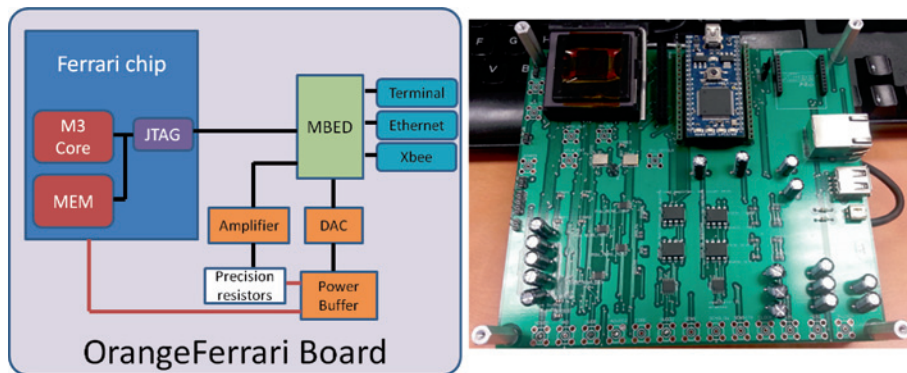 Ferrari chip
M3
Core
JTAG
MEM
MBED
Terminal
Ethernet
Xbee
Amplifier
DAC
Precision
resistors
Power
Buffer
OrangeFerrari Board